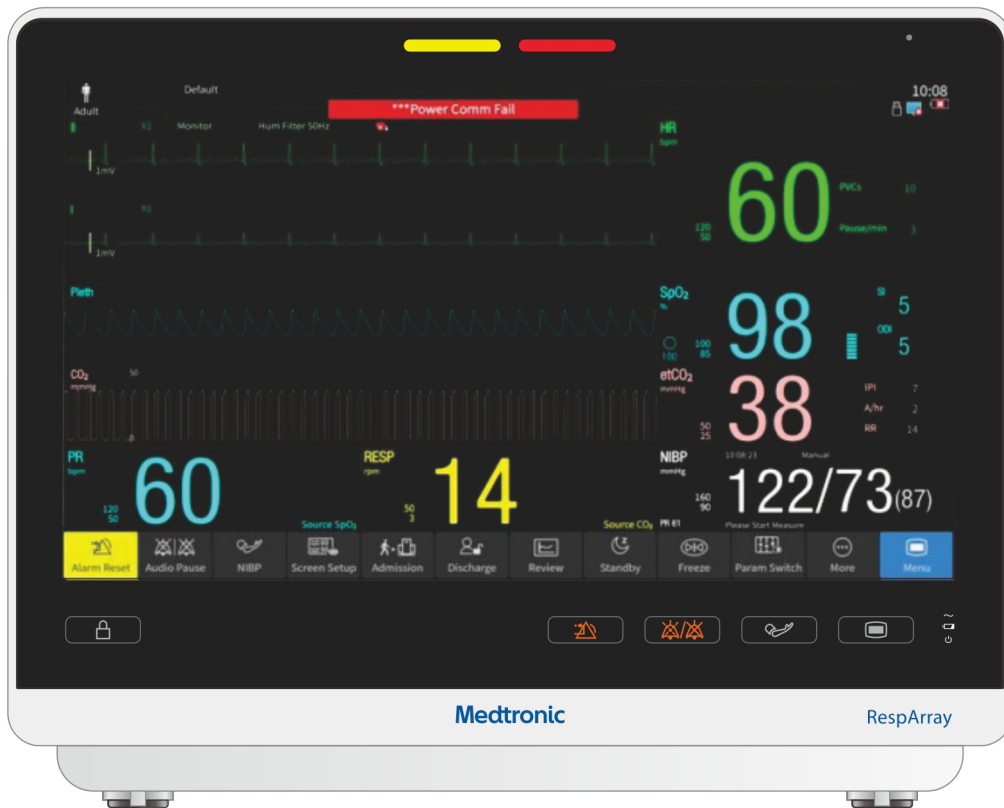 Default
10:08
Adult
***Power Comm Fail
II
X1
Monitor
Hum Filter 50Hz
HR
bpm
1mV
60
PVCs
10
120
50
Pause/min
3
I
X1
1mV
Pleth
SpO₂
%
98
SI
5
ODI
5
100
100
85
CO₂
mmHg
50
0
etCO₂
mmHg
38
IPI
7
A/hr
2
RR
14
50
25
PR
bpm
60
120
50
Source SpO₂
RESP
rpm
14
50
3
Source CO₂
NIBP
mmHg
10:08:23
Manual
122/73(87)
160
90
PR 61
Please Start Measure
Alarm Reset
Audio Pause
NIBP
Screen Setup
Admission
Discharge
Review
Standby
Freeze
Param Switch
More
Menu
Medtronic
RespArray